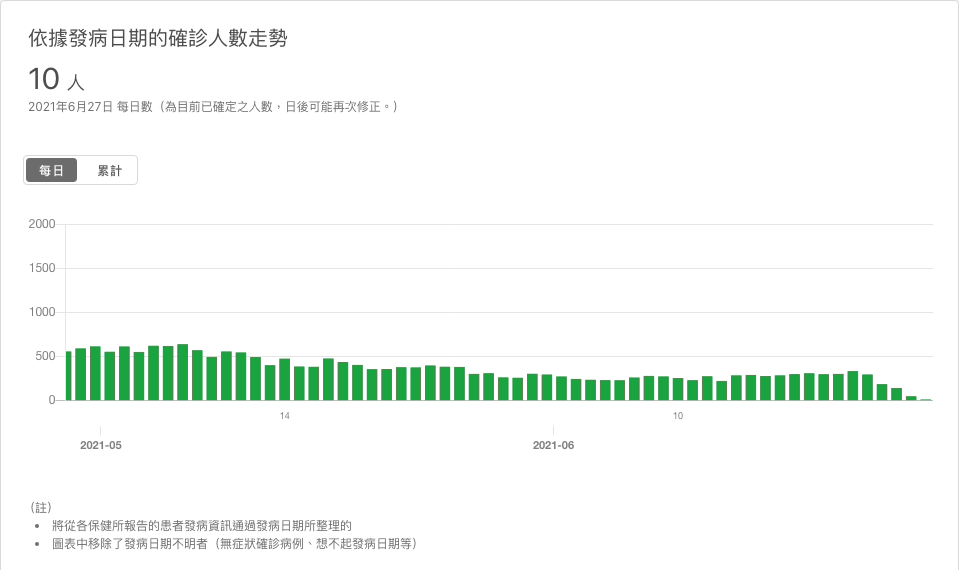 依據發病日期的確診人數走勢
10 人
2021年6月27日 每日數（為目前已確定之人數，日後可能再次修正。）
每日 累計
2000
1500
1000
500
0
14 10
2021-05 2021-06
（註）
• 將從各保健所報告的患者發病資訊通過發病日期所整理的
• 圖表中移除了發病日期不明者（無症狀確診病例、想不起發病日期等）